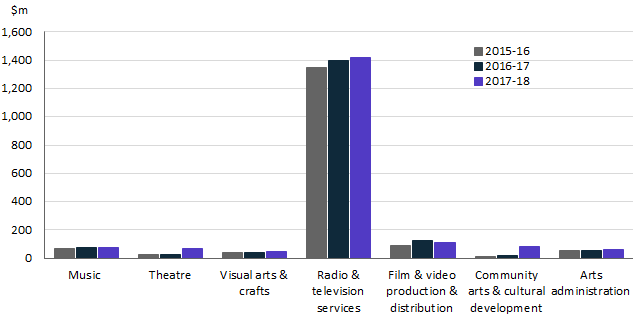 $m
1,600
1,400
1,200
1,000
800
600
400
200
0
2015-16
2016-17
2017-18
Music
Theatre
Visual arts &
crafts
Radio &
television
services
Film & video
production &
distribution
Community
arts & cultural
development
Arts
administration